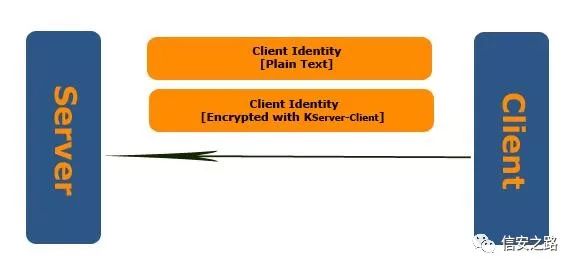 Server
Client Identity
[Plain Text]
Client Identity
[Encrypted with KServer-Client]
Client
信安之路